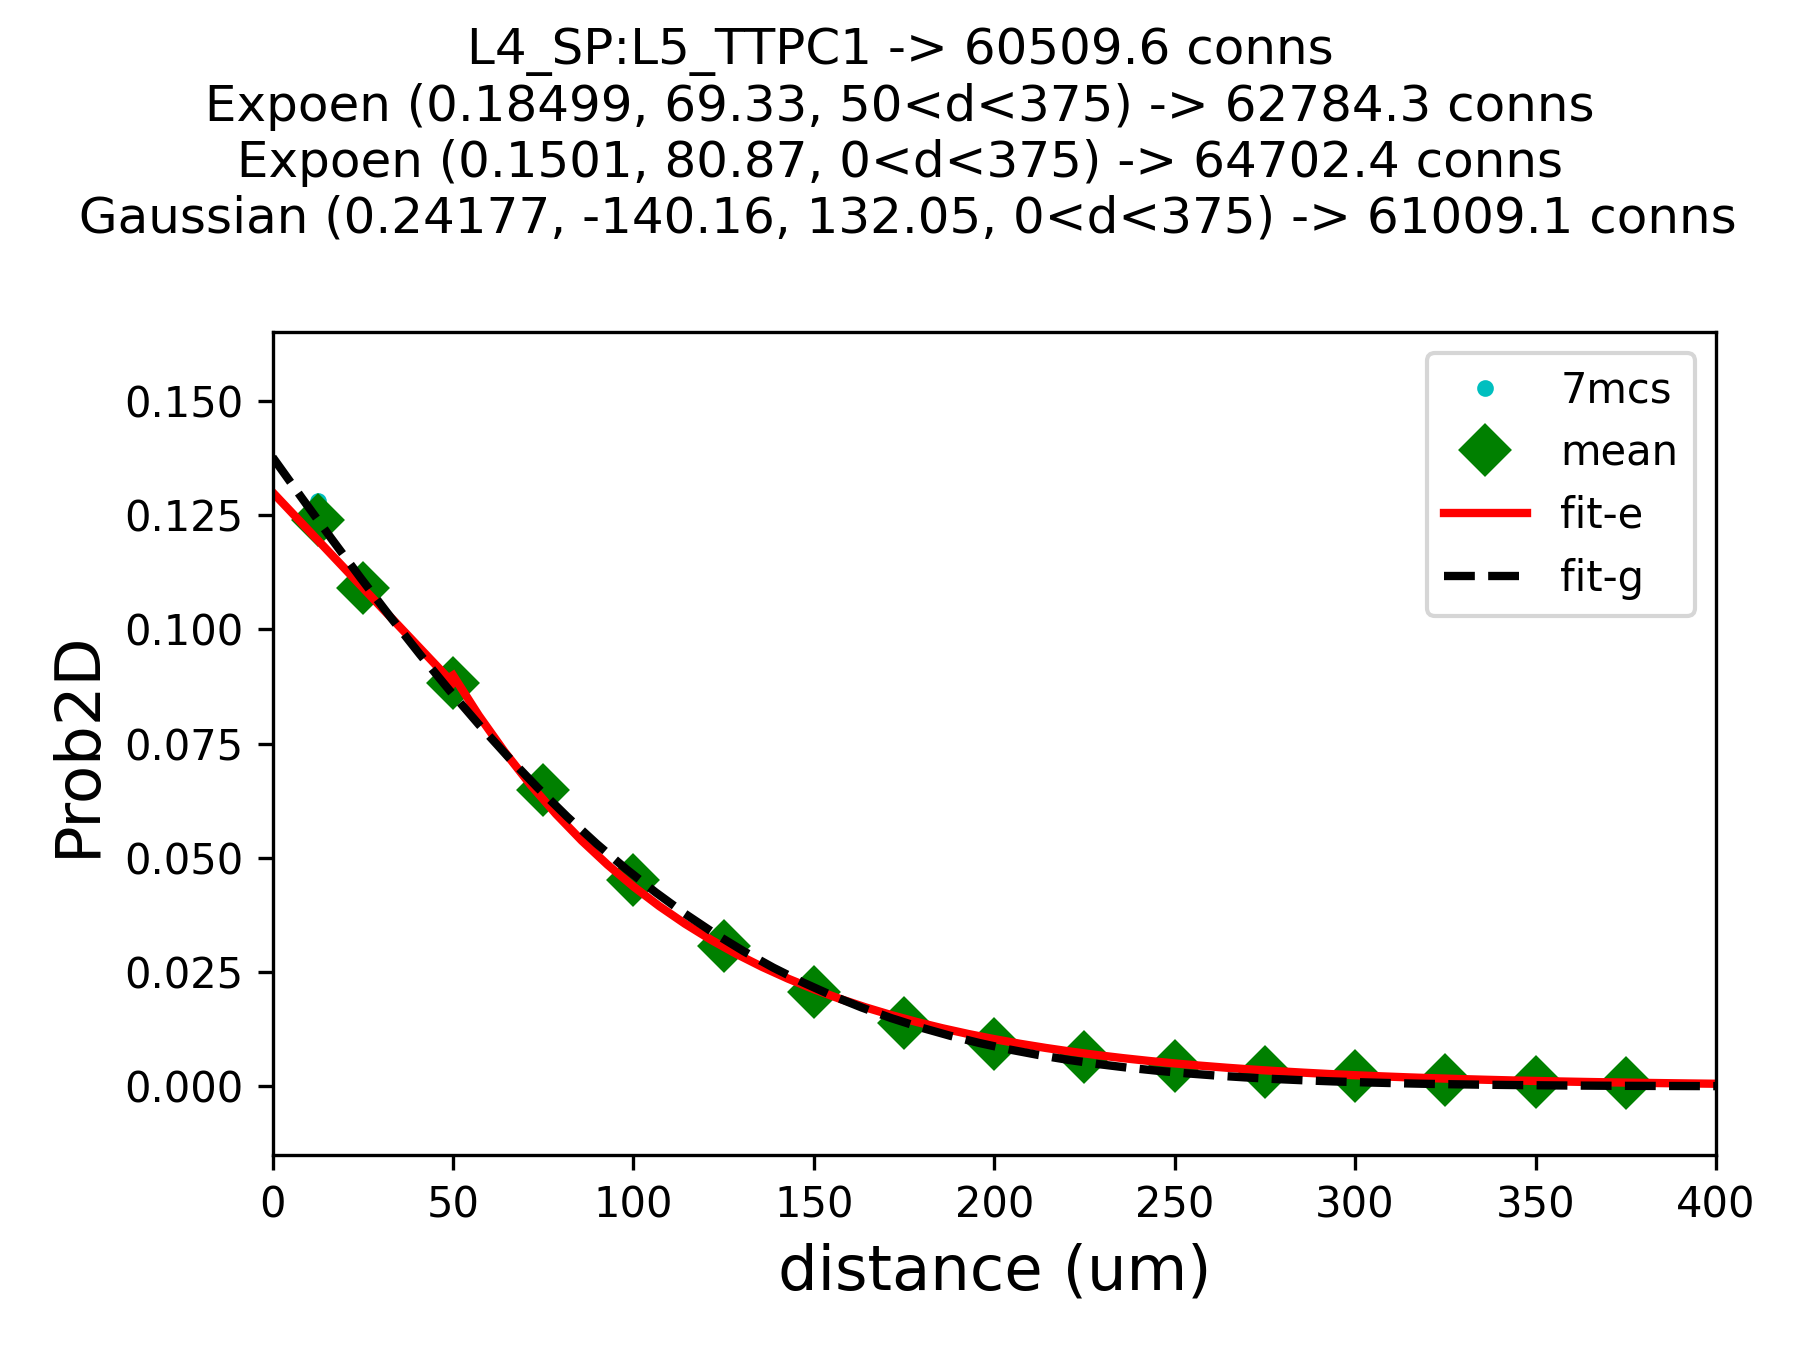 L4_SP:L5_TTPC1 -> 60509.6 conns
Expoen (0.18499, 69.33, 50<d<375) -> 62784.3 conns
Expoen (0.1501, 80.87, 0<d<375) -> 64702.4 conns
Gaussian (0.24177, -140.16, 132.05, 0<d<375) -> 61009.1 conns
7mcs
mean
fit-e
fit-g
Prob2D
0.150
0.125
0.100
0.075
0.050
0.025
0.000
0 50 100 150 200 250 300 350 400
distance (um)